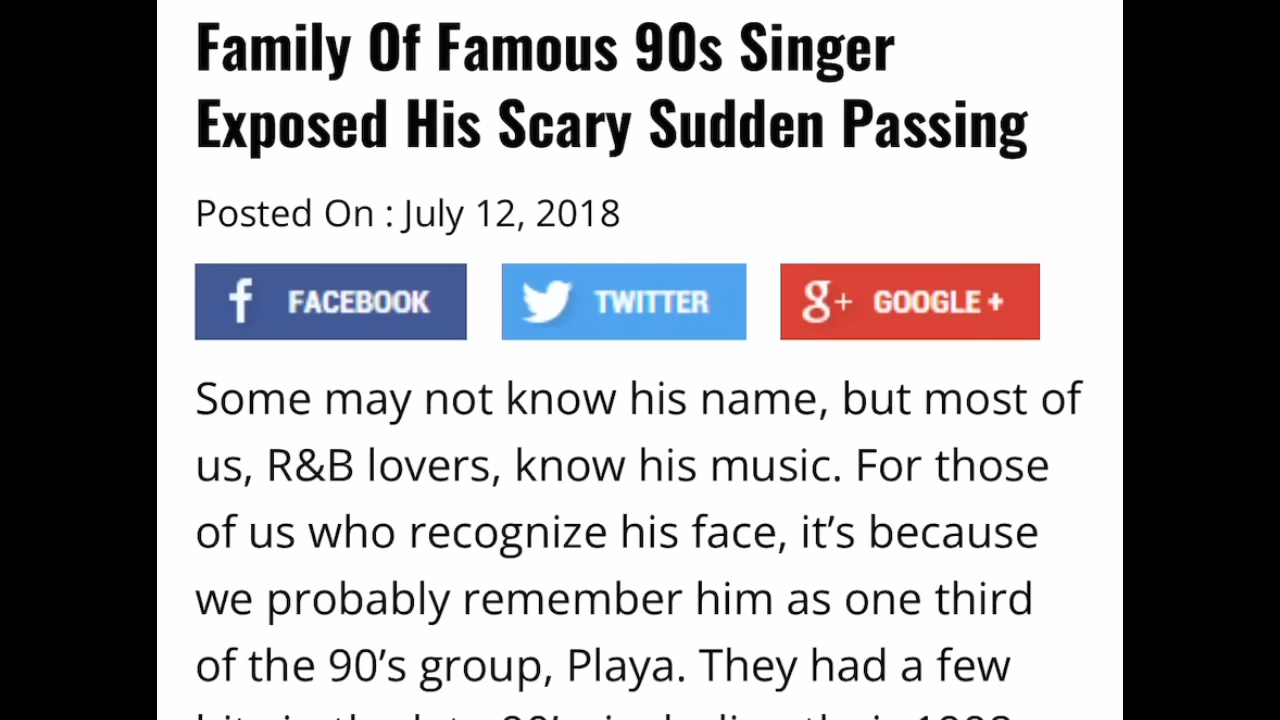 Family Of Famous 90s Singer
Exposed His Scary Sudden Passing
Posted On : July 12, 2018
FACEBOOK TWITTER g+ GOOGLE +
Some may not know his name, but most of
us, R&B lovers, know his music. For those
of us who recognize his face, it’s because
we probably remember him as one third
of the 90’s group, Playa. They had a few